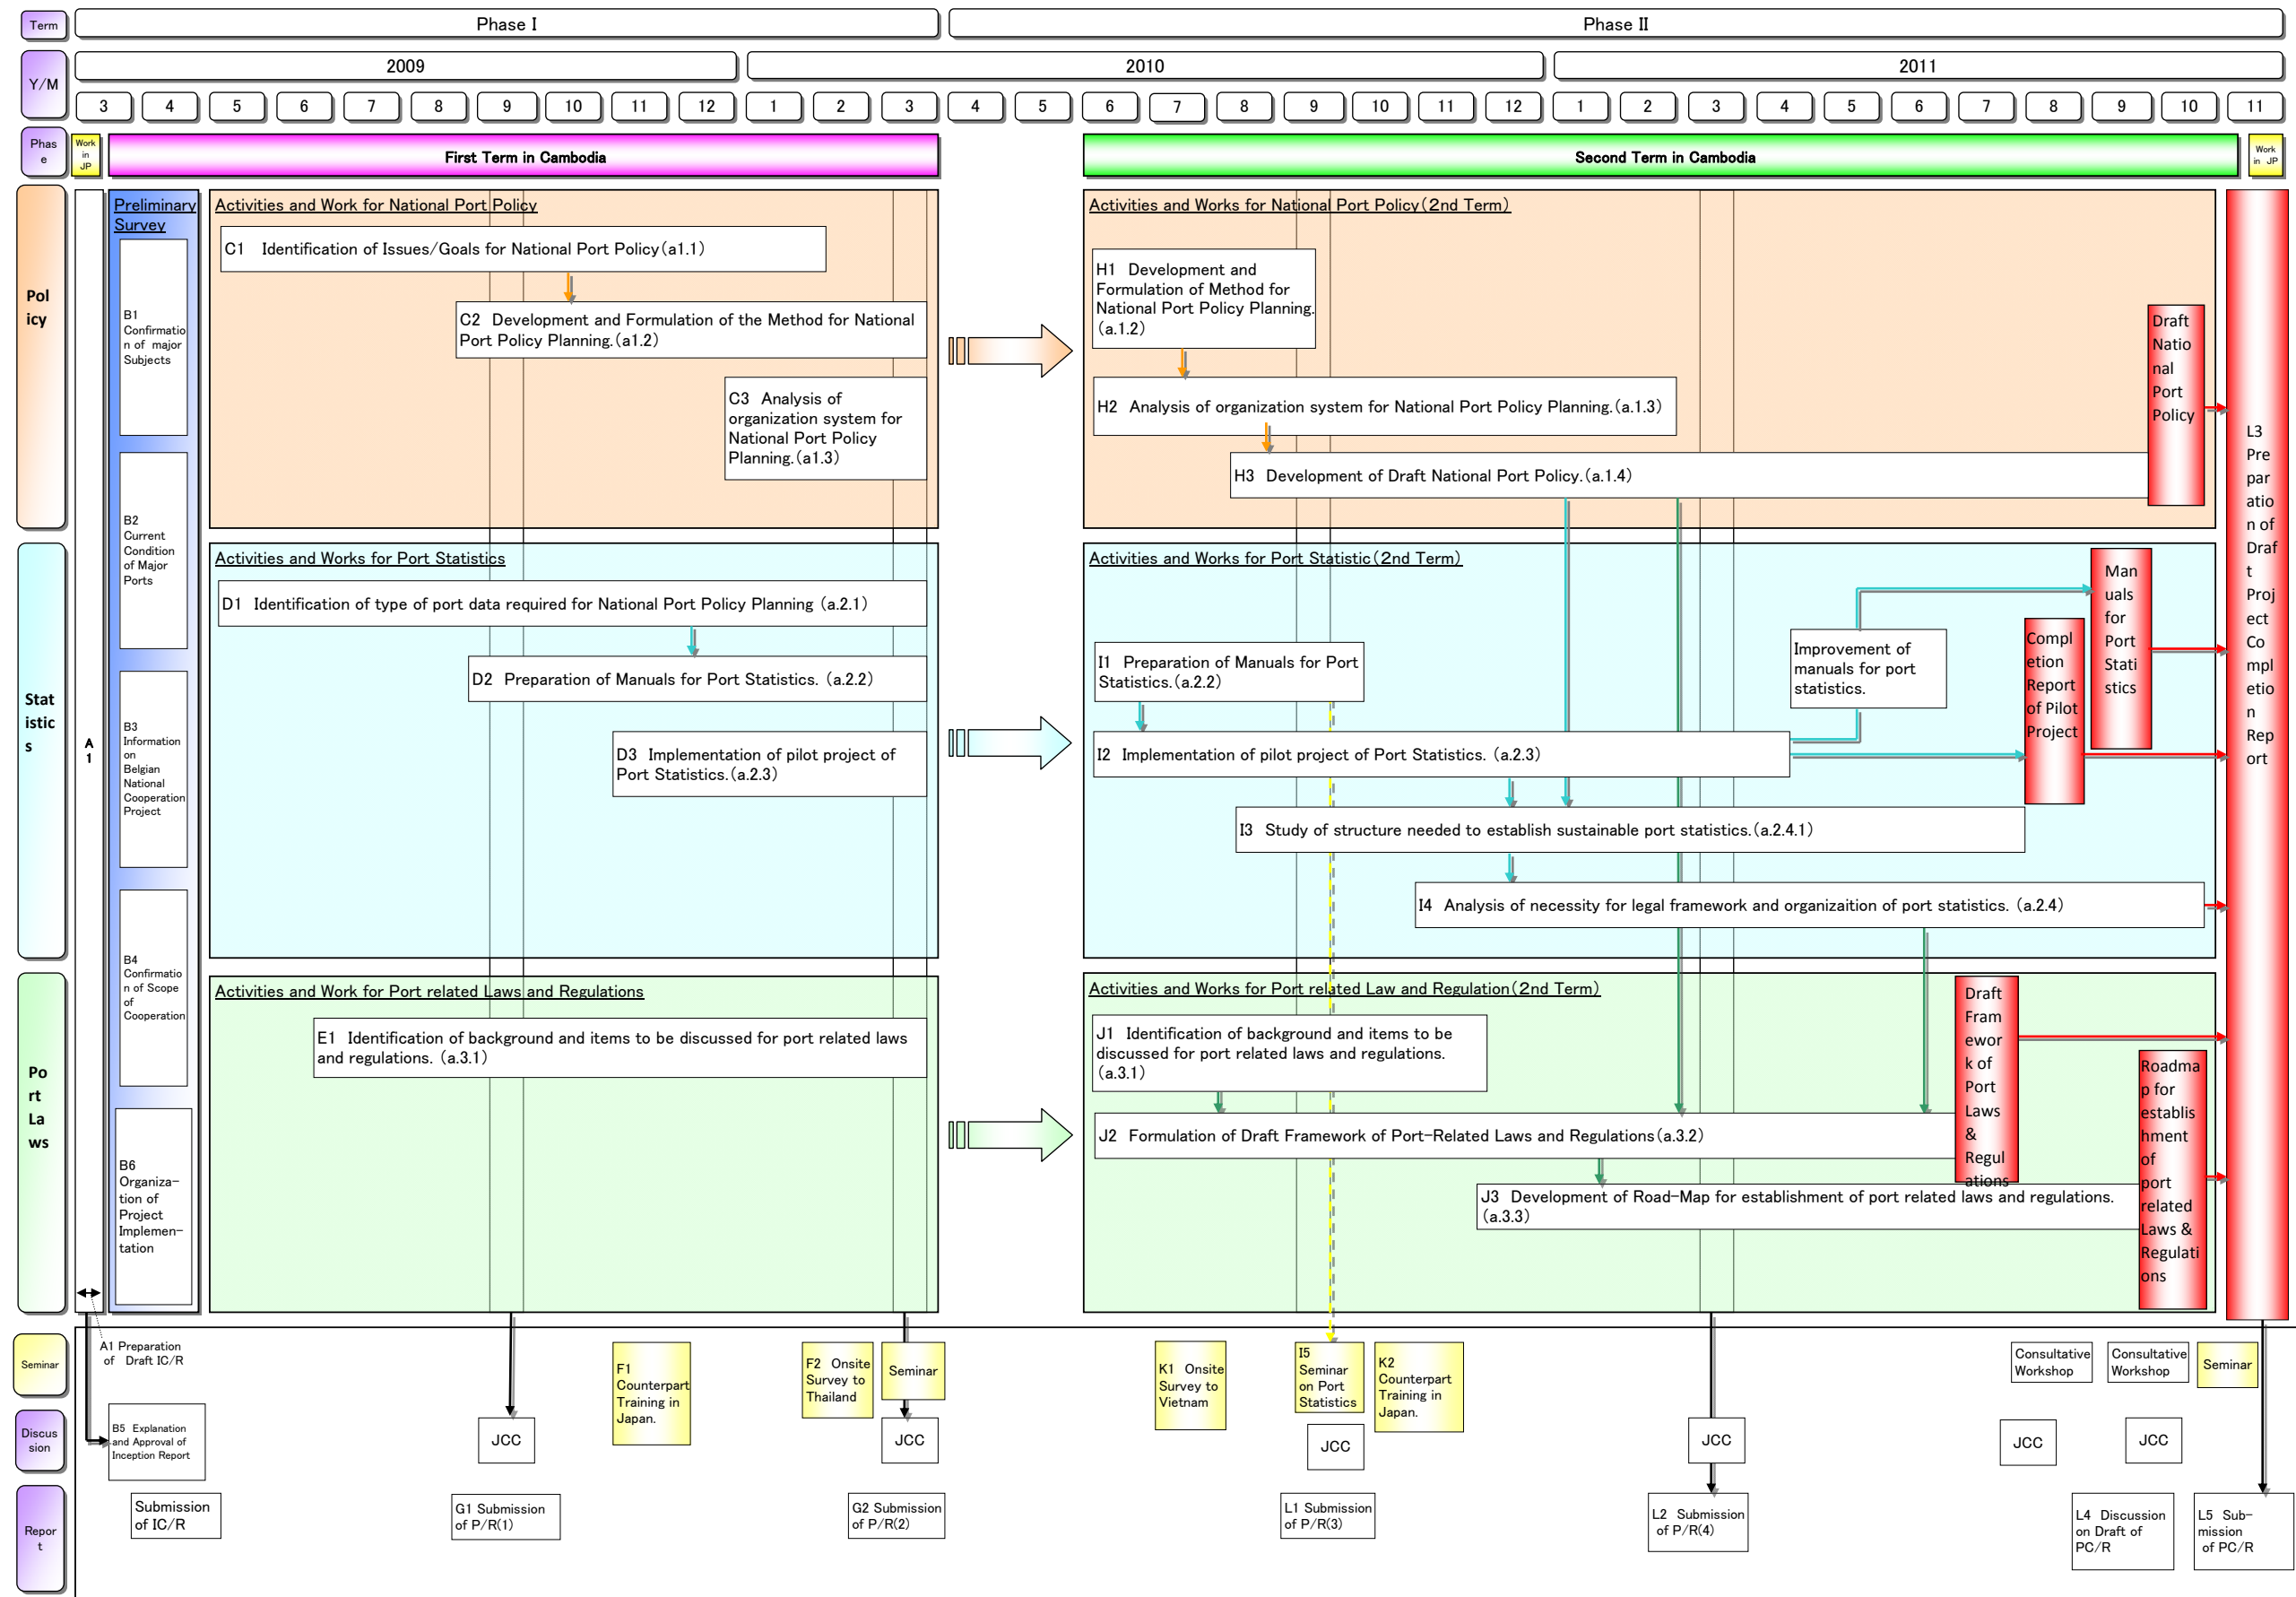 Term
Phase I
Phase II
Y/M
2009
2010
2011
3
4
5
6
7
8
9
10
11
12
1
2
3
4
5
6
7
8
9
10
11
12
1
2
3
4
5
6
7
8
9
10
11
Phas
e
Work
in
JP
First Term in Cambodia
Second Term in Cambodia
Work
in JP
Pol
icy
Stat
istic
s
Po
rt
La
ws
A
1
Preliminary
Survey
B1
Confirmatio
n of major
Subjects
B2
Current
Condition
of Major
Ports
B3
Information
on
Belgian
National
Cooperation
Project
B4
Confirmatio
n of Scope
of
Cooperation
B6
Organiza-
tion of
Project
Implemen-
tation
Activities and Work for National Port Policy
C1 Identification of Issues/Goals for National Port Policy(a1.1)
C2 Development and Formulation of the Method for National
Port Policy Planning.(a1.2)
C3 Analysis of
organization system for
National Port Policy
Planning.(a1.3)
Activities and Works for National Port Policy(2nd Term)
H1 Development and
Formulation of Method for
National Port Policy Planning.
(a.1.2)
H2 Analysis of organization system for National Port Policy Planning.(a.1.3)
H3 Development of Draft National Port Policy.(a.1.4)
Draft
Natio
nal
Port
Policy
Activities and Works for Port Statistics
D1 Identification of type of port data required for National Port Policy Planning (a.2.1)
D2 Preparation of Manuals for Port Statistics. (a.2.2)
D3 Implementation of pilot project of
Port Statistics.(a.2.3)
Activities and Works for Port Statistic(2nd Term)
I1 Preparation of Manuals for Port
Statistics.(a.2.2)
I2 Implementation of pilot project of Port Statistics. (a.2.3)
I3 Study of structure needed to establish sustainable port statistics.(a.2.4.1)
I4 Analysis of necessity for legal framework and organizaition of port statistics. (a.2.4)
Improvement of
manuals for port
statistics.
Compl
etion
Report
of Pilot
Project
Man
uals
for
Port
Stati
stics
Activities and Work for Port related Laws and Regulations
E1 Identification of background and items to be discussed for port related laws
and regulations. (a.3.1)
Activities and Works for Port related Law and Regulation(2nd Term)
J1 Identification of background and items to be
discussed for port related laws and regulations.
(a.3.1)
J2 Formulation of Draft Framework of Port-Related Laws and Regulations(a.3.2)
J3 Development of Road-Map for establishment of port related laws and regulations.
(a.3.3)
Draft
Fram
ewor
k of
Port
Laws
&
Regul
ations
Roadma
p for
establis
hment
of
port
related
Laws &
Regulati
ons
L3
Pre
par
atio
n of
Draf
t
Proj
ect
Co
mpl
etio
n
Rep
ort
Seminar
A1 Preparation
of Draft IC/R
F1
Counterpart
Training in
Japan.
F2 Onsite
Survey to
Thailand
Seminar
K1 Onsite
Survey to
Vietnam
I5
Seminar
on Port
Statistics
K2
Counterpart
Training in
Japan.
Consultative
Workshop
Consultative
Workshop
Seminar
Discus
sion
B5 Explanation
and Approval of
Inception Report
JCC
JCC
JCC
JCC
JCC
JCC
Repor
t
Submission
of IC/R
G1 Submission
of P/R(1)
G2 Submission
of P/R(2)
L1 Submission
of P/R(3)
L2 Submission
of P/R(4)
L4 Discussion
on Draft of
PC/R
L5 Sub-
mission
of PC/R